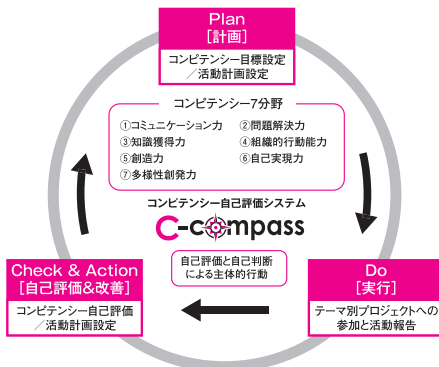 Plan
[計画]
コンピテンシー目標設定
／活動計画設定
コンピテンシー7分野
①コミュニケーション力 ②問題解決力
③知識獲得力 ④組織的行動能力
⑤創造力 ⑥自己実現力
⑦多様性創発力
コンピテンシー自己評価システム
C-compass
自己評価と自己判断
による主体的行動
Check & Action
[自己評価&改善]
コンピテンシー自己評価
／活動計画設定
Do
[実行]
テーマ別プロジェクトへの
参加と活動報告